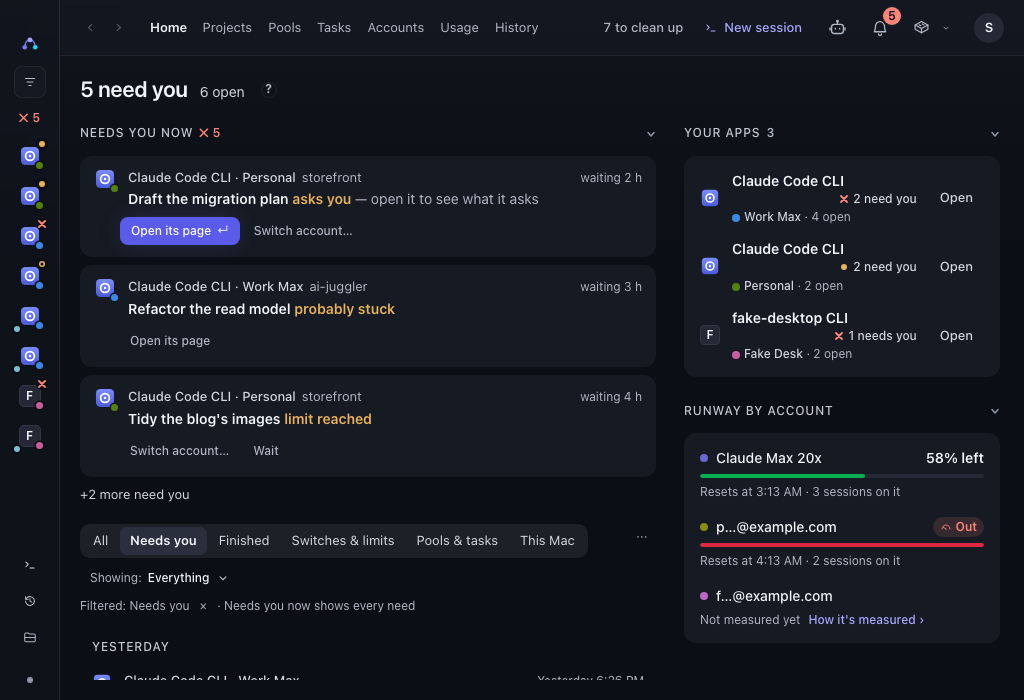 Home Projects Pools Tasks Accounts Usage History 7 to clean up New session 5 S
5
5 need you 6 open ?
NEEDS YOU NOW 5
Claude Code CLI · Personal storefront waiting 2 h
Draft the migration plan asks you — open it to see what it asks
Open its page Switch account...
Claude Code CLI · Work Max ai-juggler waiting 3 h
Refactor the read model probably stuck
Open its page
Claude Code CLI · Personal storefront waiting 4 h
Tidy the blog's images limit reached
Switch account... Wait
+2 more need you
All Needs you Finished Switches & limits Pools & tasks This Mac ...
Showing: Everything
Filtered: Needs you × · Needs you now shows every need
YESTERDAY
Claude Code CLI · Work Max Yesterday 6:26 PM
YOUR APPS 3
Claude Code CLI
2 need you Open
Work Max · 4 open
Claude Code CLI
2 need you Open
Personal · 2 open
F fake-desktop CLI
1 needs you Open
Fake Desk · 2 open
RUNWAY BY ACCOUNT
Claude Max 20x 58% left
Resets at 3:13 AM · 3 sessions on it
p...@example.com Out
Resets at 4:13 AM · 2 sessions on it
f...@example.com
Not measured yet How it's measured ›
F
F